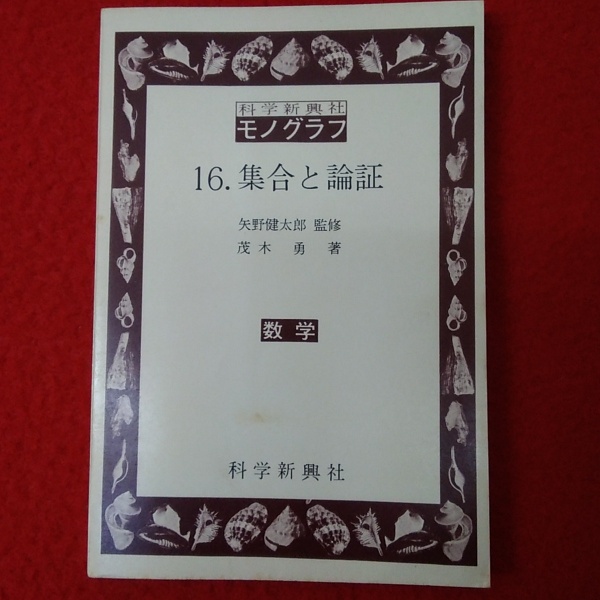 科学新興社
モノグラフ
16. 集合と論証
矢野健太郎 監修
茂木 勇 著
数学
科学新興社